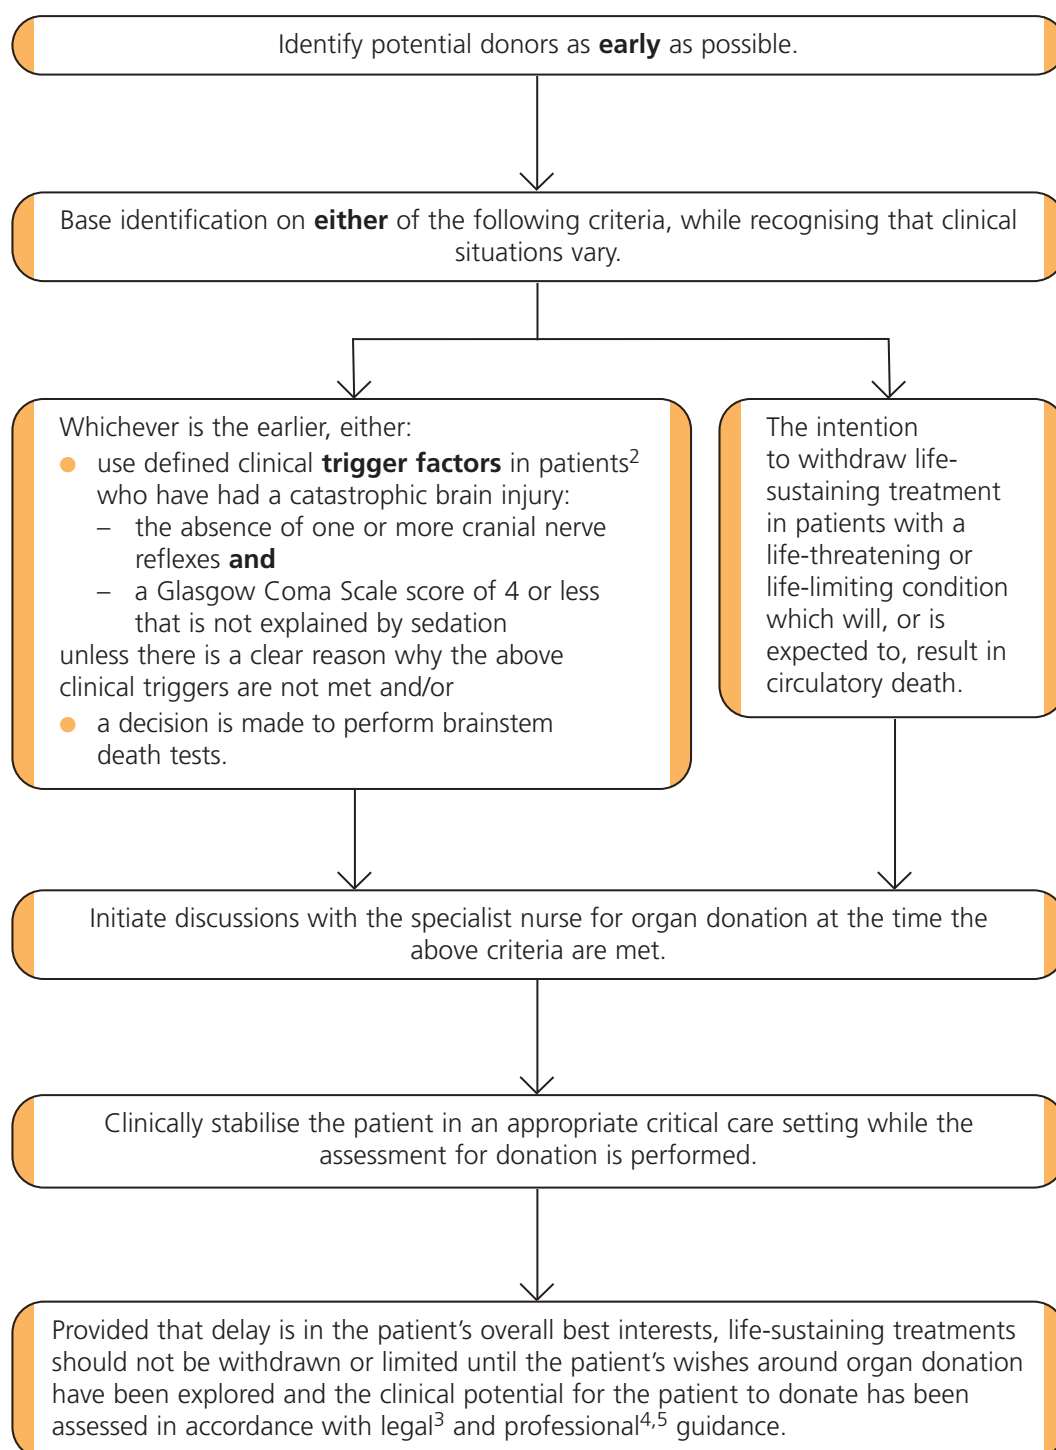 Identify potential donors as early as possible.
Base identification on either of the following criteria, while recognising that clinical
situations vary.
Whichever is the earlier, either:
● use defined clinical trigger factors in patients2
who have had a catastrophic brain injury:
– the absence of one or more cranial nerve
reflexes and
– a Glasgow Coma Scale score of 4 or less
that is not explained by sedation
unless there is a clear reason why the above
clinical triggers are not met and/or
● a decision is made to perform brainstem
death tests.
The intention
to withdraw life-
sustaining treatment
in patients with a
life-threatening or
life-limiting condition
which will, or is
expected to, result in
circulatory death.
Initiate discussions with the specialist nurse for organ donation at the time the
above criteria are met.
Clinically stabilise the patient in an appropriate critical care setting while the
assessment for donation is performed.
Provided that delay is in the patient’s overall best interests, life-sustaining treatments
should not be withdrawn or limited until the patient’s wishes around organ donation
have been explored and the clinical potential for the patient to donate has been
assessed in accordance with legal3 and professional4,5 guidance.